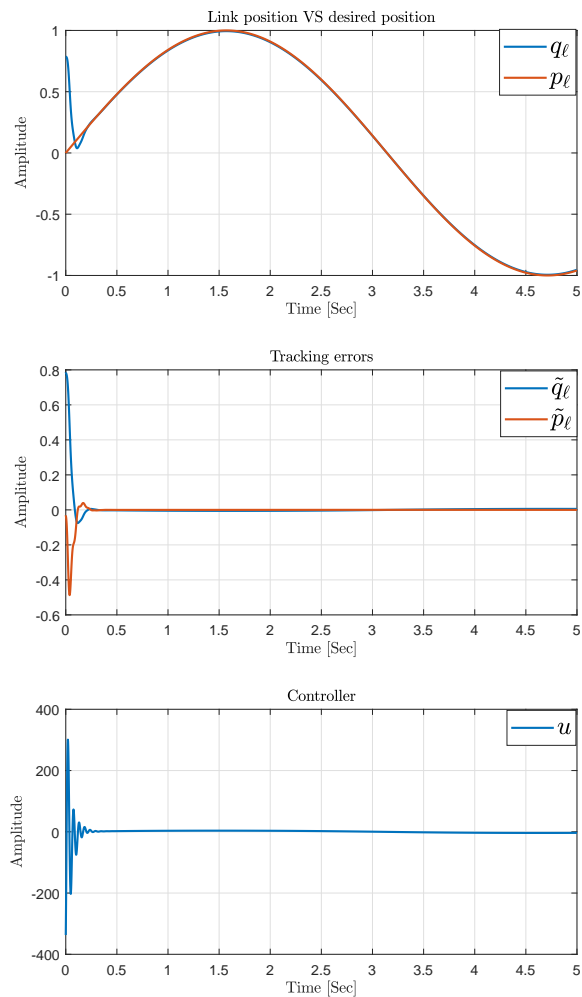 Link position VS desired position
1
0.5
0
-0.5
-1
Amplitude
qℓ
pℓ
0 0.5 1 1.5 2 2.5 3 3.5 4 4.5 5
Time [Sec]
Tracking errors
0.8
0.6
0.4
0.2
0
-0.2
-0.4
-0.6
Amplitude
q̃ℓ
p̃ℓ
0 0.5 1 1.5 2 2.5 3 3.5 4 4.5 5
Time [Sec]
Controller
400
200
0
-200
-400
Amplitude
u
0 0.5 1 1.5 2 2.5 3 3.5 4 4.5 5
Time [Sec]